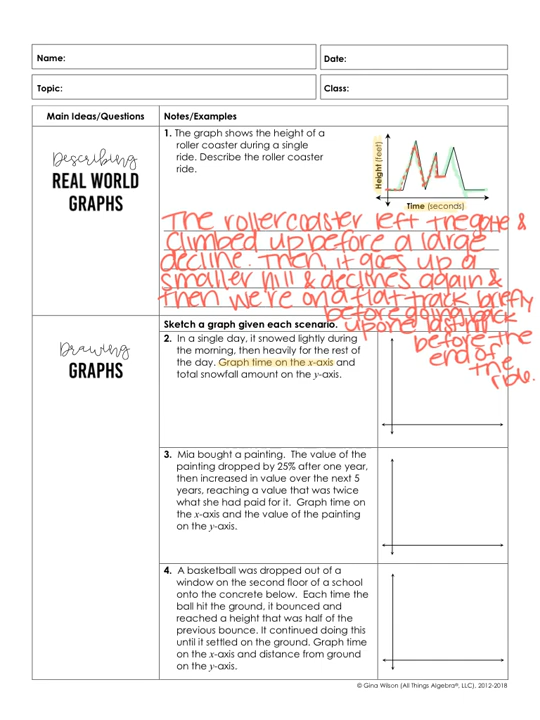 Name:
Date:
Topic:
Class:
Main Ideas/Questions
Notes/Examples
Describing
REAL WORLD
GRAPHS
1. The graph shows the height of a
roller coaster during a single
ride. Describe the roller coaster
ride.
Height (feet)
Time (seconds)
The rollercoaster left the gate &
climbed up before a large
decline. Then, it goes up a
smaller hill & declines again &
then we're on a flat track briefly
before going back
up one last hill
before the
end of
the
ride.
Drawing
GRAPHS
Sketch a graph given each scenario.
2. In a single day, it snowed lightly during
the morning, then heavily for the rest of
the day. Graph time on the x-axis and
total snowfall amount on the y-axis.
3. Mia bought a painting. The value of the
painting dropped by 25% after one year,
then increased in value over the next 5
years, reaching a value that was twice
what she had paid for it. Graph time on
the x-axis and the value of the painting
on the y-axis.
4. A basketball was dropped out of a
window on the second floor of a school
onto the concrete below. Each time the
ball hit the ground, it bounced and
reached a height that was half of the
previous bounce. It continued doing this
until it settled on the ground. Graph time
on the x-axis and distance from ground
on the y-axis.
© Gina Wilson (All Things Algebra®, LLC), 2012-2018